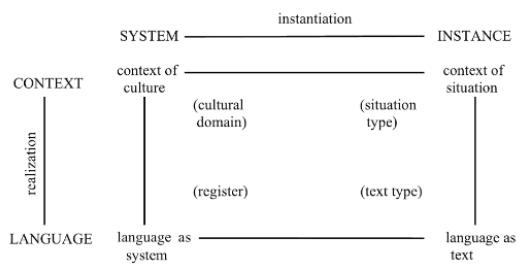 instantiation
SYSTEM INSTANCE
context of context of
CONTEXT culture situation
(cultural (situation
domain) type)
realization
(register) (text type)
LANGUAGE language as language as
system text